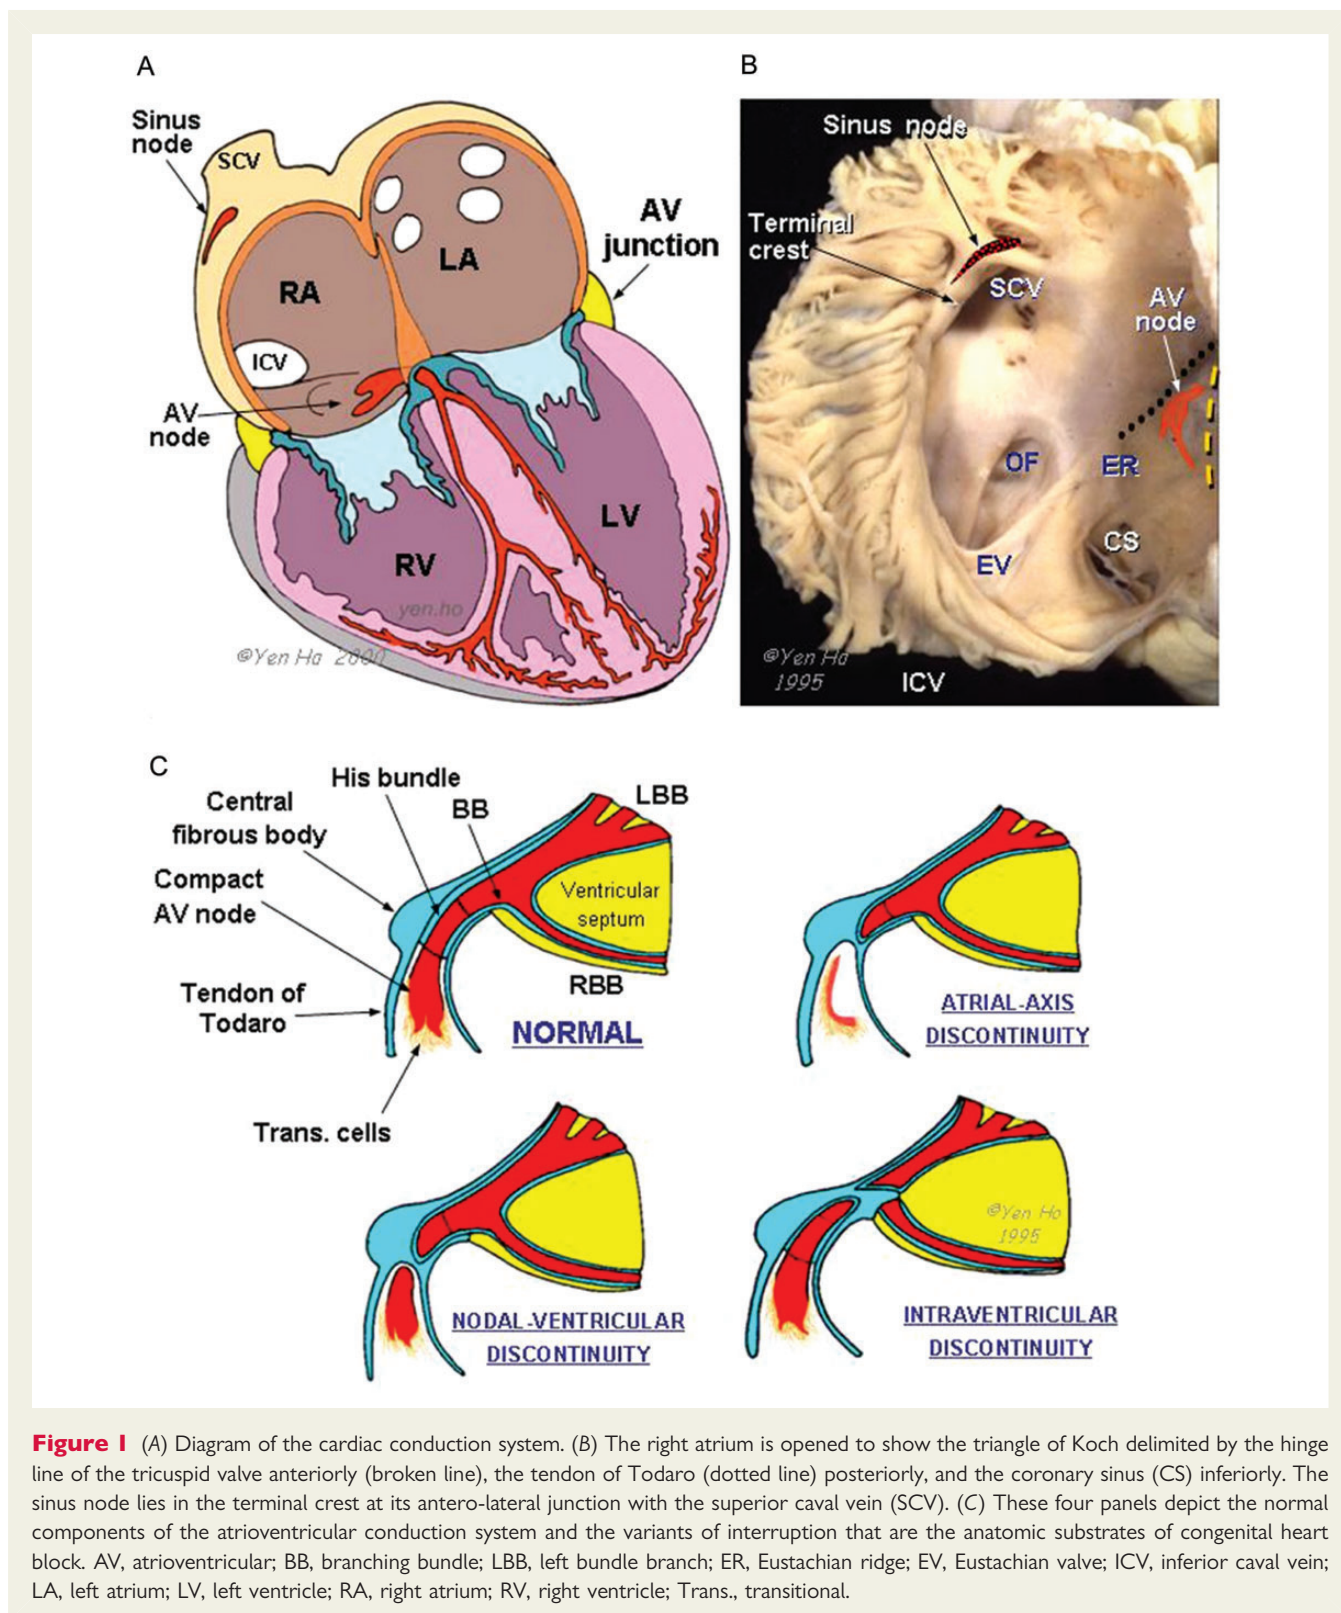 A
Sinus
node
SCV
AV
junction
LA
RA
ICV
AV
node
LV
RV
yen.ho
©Yen Ho 2000
B
Sinus node
Terminal
crest
SCV
AV
node
OF
ER
CS
EV
©Yen Ho
1995
ICV
C
His bundle
Central
fibrous body
BB
LBB
Compact
AV node
Ventricular
septum
Tendon of
Todaro
RBB
NORMAL
Trans. cells
ATRIAL-AXIS
DISCONTINUITY
NODAL-VENTRICULAR
DISCONTINUITY
©Yen Ho
1995
INTRAVENTRICULAR
DISCONTINUITY
Figure 1 (A) Diagram of the cardiac conduction system. (B) The right atrium is opened to show the triangle of Koch delimited by the hinge
line of the tricuspid valve anteriorly (broken line), the tendon of Todaro (dotted line) posteriorly, and the coronary sinus (CS) inferiorly. The
sinus node lies in the terminal crest at its antero-lateral junction with the superior caval vein (SCV). (C) These four panels depict the normal
components of the atrioventricular conduction system and the variants of interruption that are the anatomic substrates of congenital heart
block. AV, atrioventricular; BB, branching bundle; LBB, left bundle branch; ER, Eustachian ridge; EV, Eustachian valve; ICV, inferior caval vein;
LA, left atrium; LV, left ventricle; RA, right atrium; RV, right ventricle; Trans., transitional.